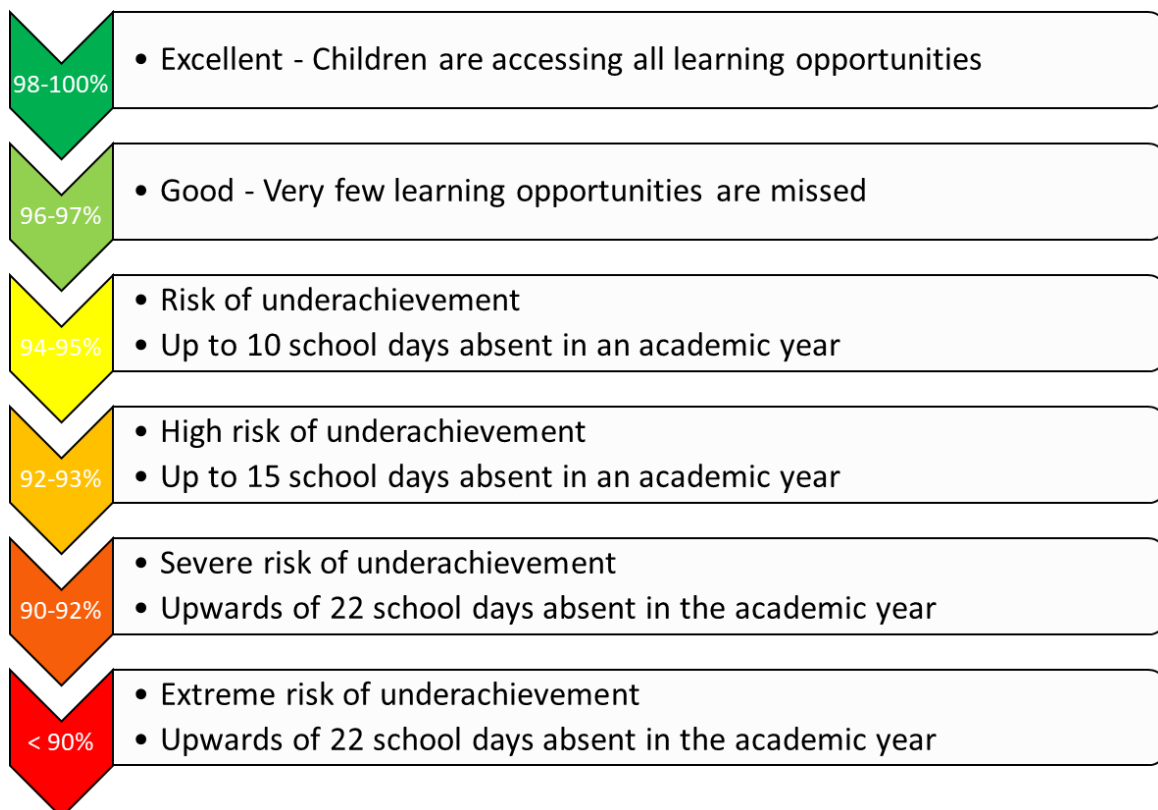 98-100%
• Excellent - Children are accessing all learning opportunities
96-97%
• Good - Very few learning opportunities are missed
94-95%
• Risk of underachievement
• Up to 10 school days absent in an academic year
92-93%
• High risk of underachievement
• Up to 15 school days absent in an academic year
90-92%
• Severe risk of underachievement
• Upwards of 22 school days absent in the academic year
< 90%
• Extreme risk of underachievement
• Upwards of 22 school days absent in the academic year